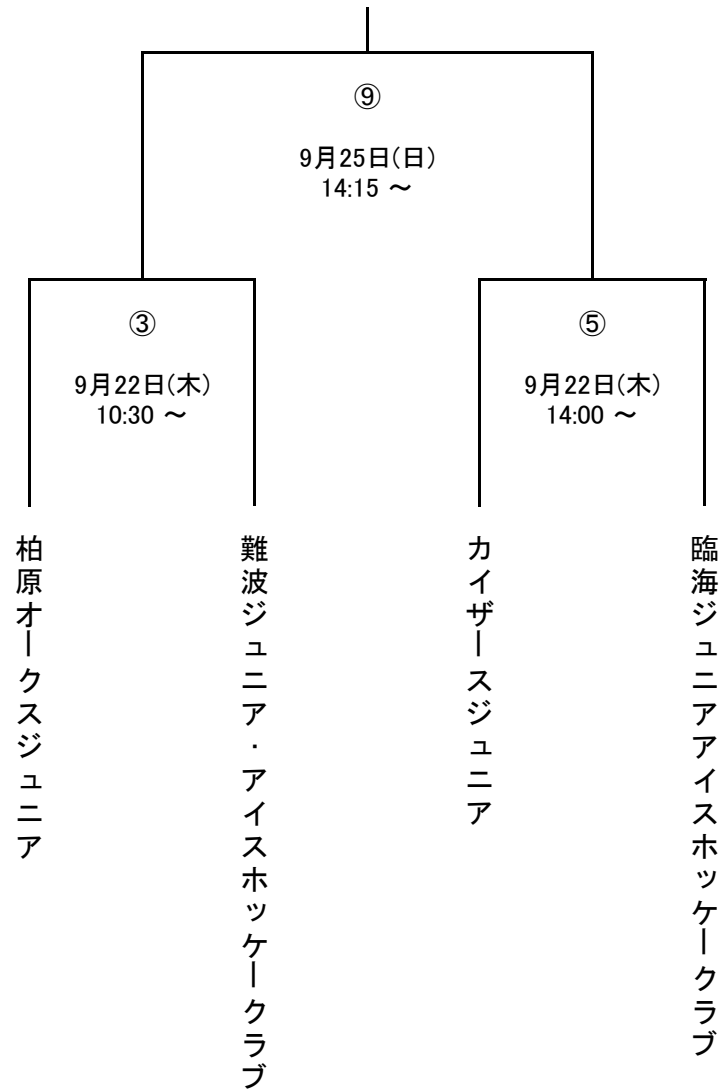 ⑨
9月25日(日)
14:15 ～
③
9月22日(木)
10:30 ～
⑤
9月22日(木)
14:00 ～
柏原オークスジュニア
難波ジュニア・アイスホッケークラブ
カイザースジュニア
臨海ジュニアアイスホッケークラブ